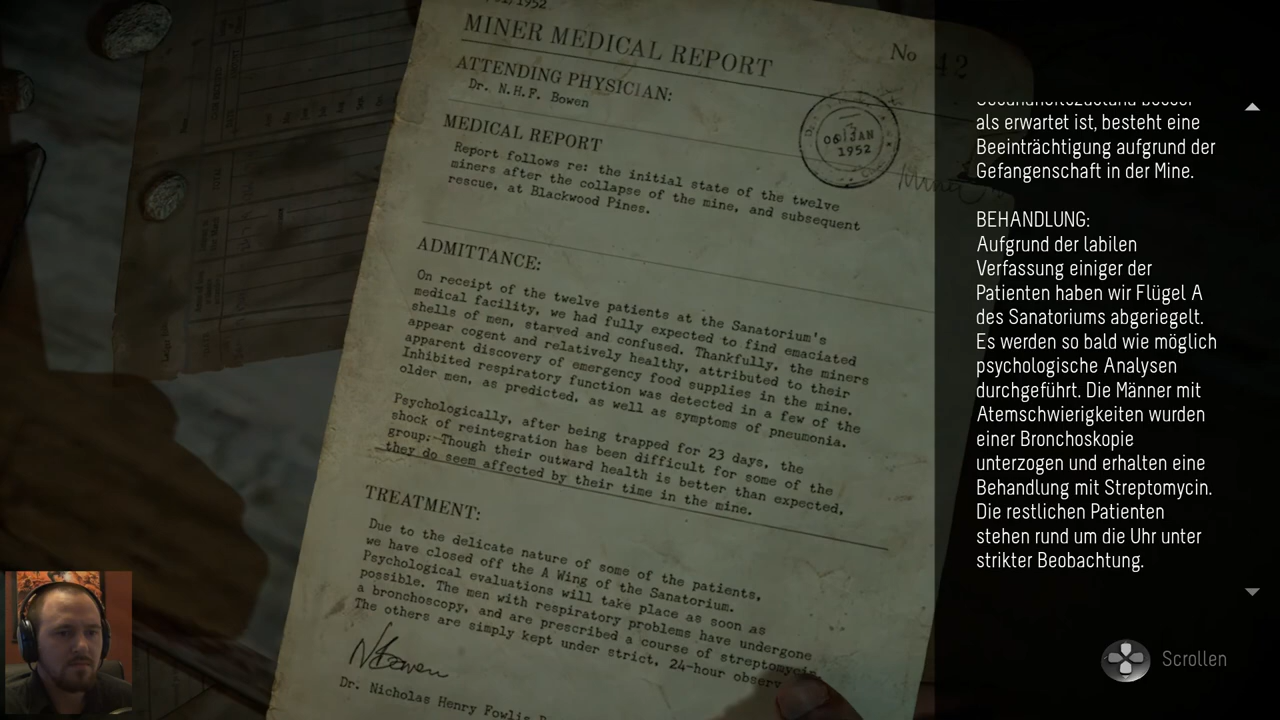 1952
MINER MEDICAL REPORT
No 42
ATTENDING PHYSICIAN:
Dr. N.H.F. Bowen
06 JAN
1952
MEDICAL REPORT
Report follows re: the initial state of the twelve
miners after the collapse of the mine, and subsequent
rescue, at Blackwood Pines.
ADMITTANCE:
On receipt of the twelve patients at the Sanatorium's
medical facility, we had fully expected to find emaciated
shells of men, starved and confused. Thankfully, the miners
appear cogent and relatively healthy, attributed to their
apparent discovery of emergency food supplies in the mine.
Inhibited respiratory function was detected in a few of the
older men, as predicted, as well as symptoms of pneumonia.
Psychologically, after being trapped for 23 days, the
shock of reintegration has been difficult for some of the
group. Though their outward health is better than expected,
they do seem affected by their time in the mine.
TREATMENT:
Due to the delicate nature of some of the patients,
we have closed off the A Wing of the Sanatorium.
Psychological evaluations will take place as soon as
possible. The men with respiratory problems have undergone
a bronchoscopy, and are prescribed a course of streptomycin.
The others are simply kept under strict, 24-hour observ
NBowen
Dr. Nicholas Henry Fowlis
Gesundheitszustand besser
als erwartet ist, besteht eine
Beeinträchtigung aufgrund der
Gefangenschaft in der Mine.
BEHANDLUNG:
Aufgrund der labilen
Verfassung einiger der
Patienten haben wir Flügel A
des Sanatoriums abgeriegelt.
Es werden so bald wie möglich
psychologische Analysen
durchgeführt. Die Männer mit
Atemschwierigkeiten wurden
einer Bronchoskopie
unterzogen und erhalten eine
Behandlung mit Streptomycin.
Die restlichen Patienten
stehen rund um die Uhr unter
strikter Beobachtung.
Scrollen